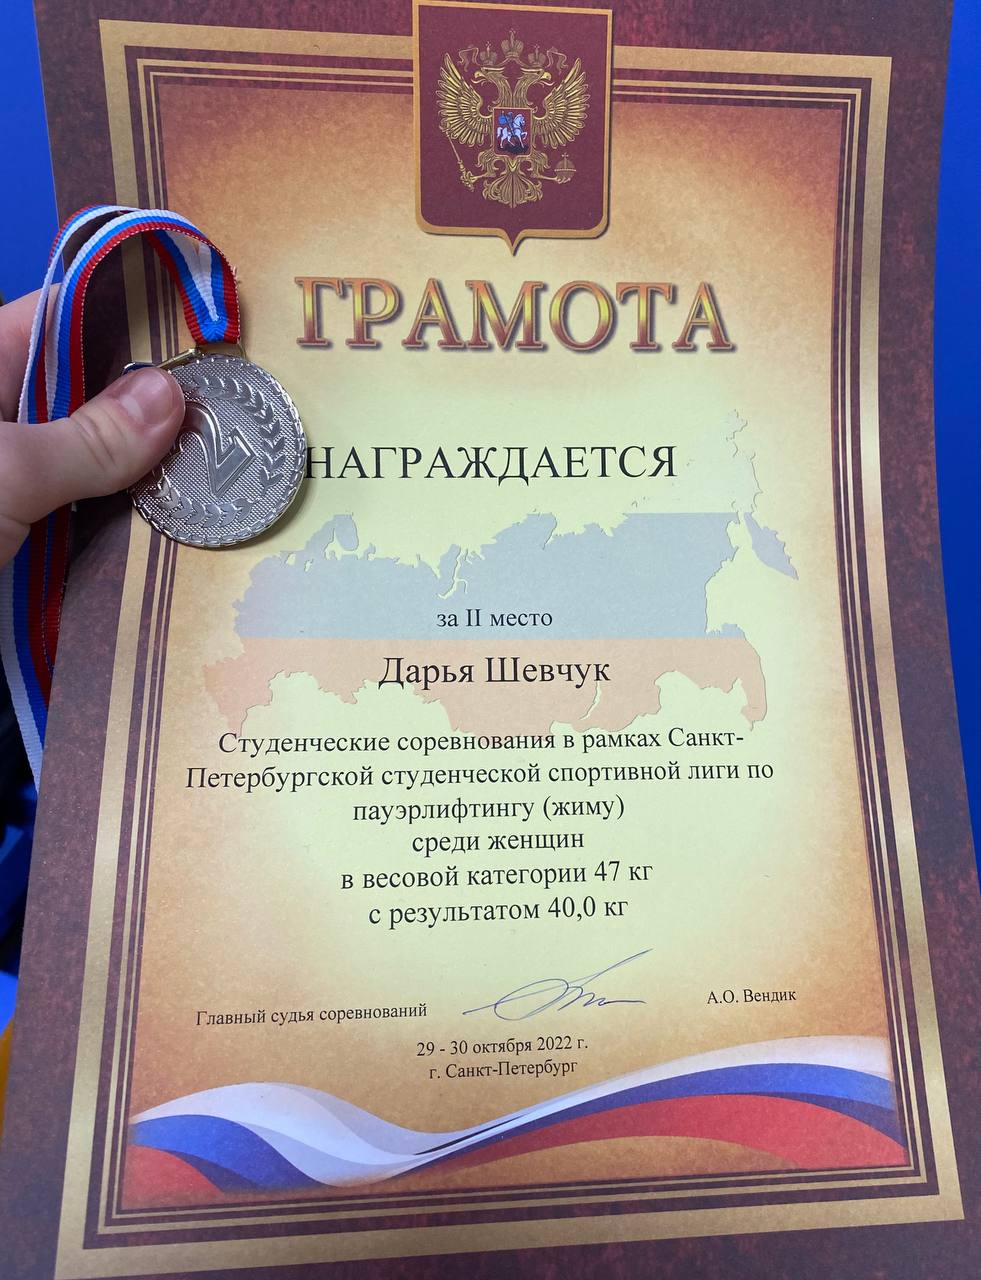 ГРАМОТА
2
НАГРАЖДАЕТСЯ
за II место
Дарья Шевчук
Студенческие соревнования в рамках Санкт-
Петербургской студенческой спортивной лиги по
пауэрлифтингу (жиму)
среди женщин
в весовой категории 47 кг
с результатом 40,0 кг
Главный судья соревнований
А.О. Вендик
29 - 30 октября 2022 г.
г. Санкт-Петербург